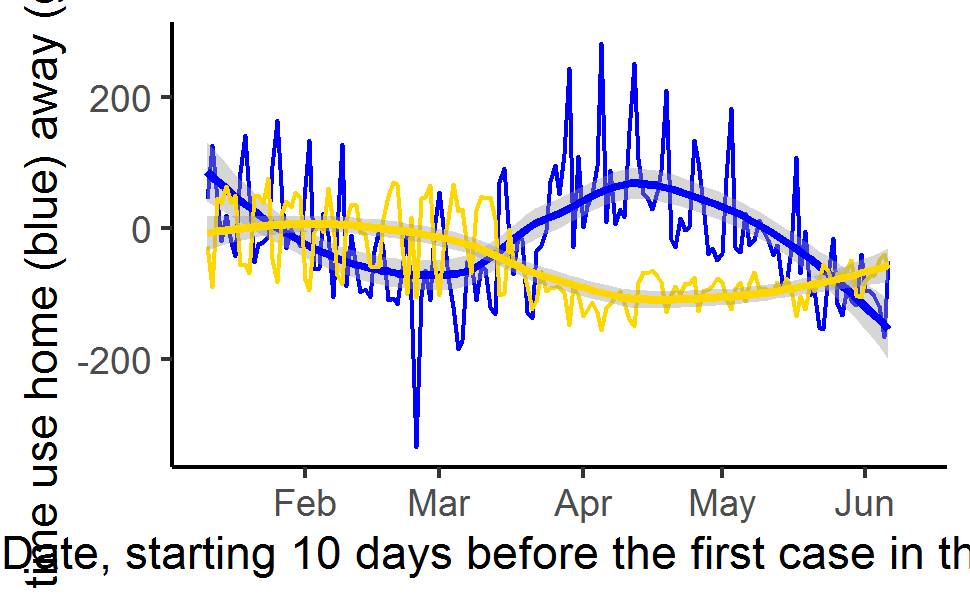 time use home (blue) away (
200
0
-200
Feb Mar Apr May Jun
Date, starting 10 days before the first case in th